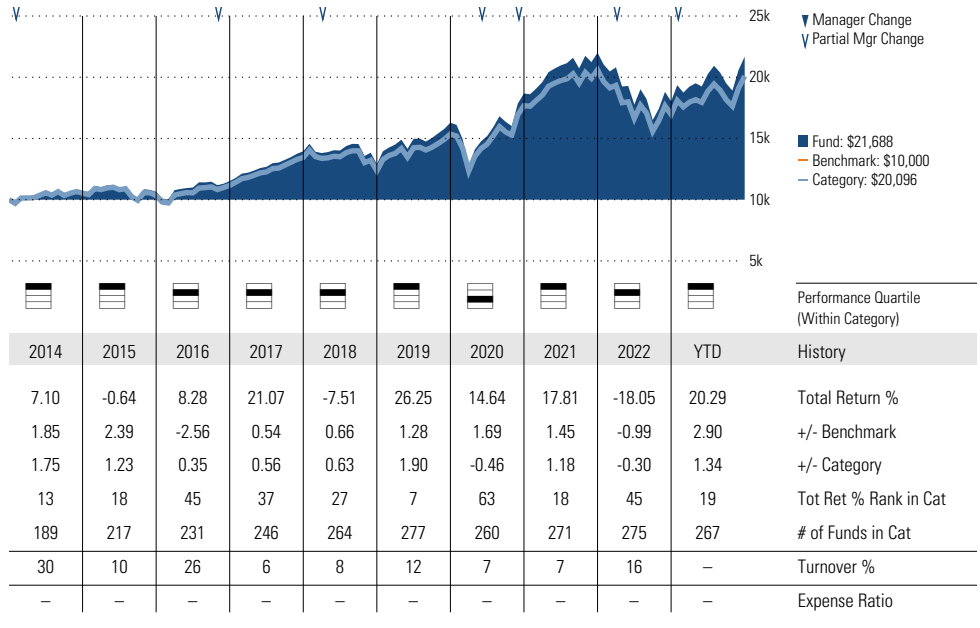 25k
▼ Manager Change
∨ Partial Mgr Change
20k
15k
■ Fund: $21,688
– Benchmark: $10,000
– Category: $20,096
10k
5k
Performance Quartile
(Within Category)
2014 2015 2016 2017 2018 2019 2020 2021 2022 YTD History
7.10 -0.64 8.28 21.07 -7.51 26.25 14.64 17.81 -18.05 20.29 Total Return %
1.85 2.39 -2.56 0.54 0.66 1.28 1.69 1.45 -0.99 2.90 +/- Benchmark
1.75 1.23 0.35 0.56 0.63 1.90 -0.46 1.18 -0.30 1.34 +/- Category
13 18 45 37 27 7 63 18 45 19 Tot Ret % Rank in Cat
189 217 231 246 264 277 260 271 275 267 # of Funds in Cat
30 10 26 6 8 12 7 7 16 – Turnover %
– – – – – – – – – – Expense Ratio